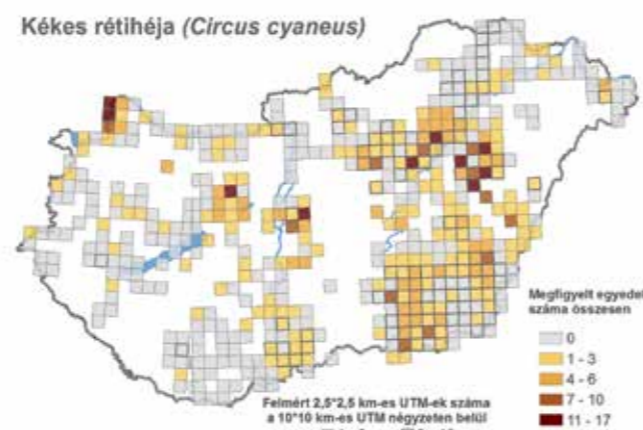 Kékes rétihéja (Circus cyaneus)
Megfigyelt egyedek
száma összesen
0
1 - 3
4 - 6
7 - 10
11 - 17
Felmért 2,5*2,5 km-es UTM-ek száma
a 10*10 km-es UTM négyzeten belül